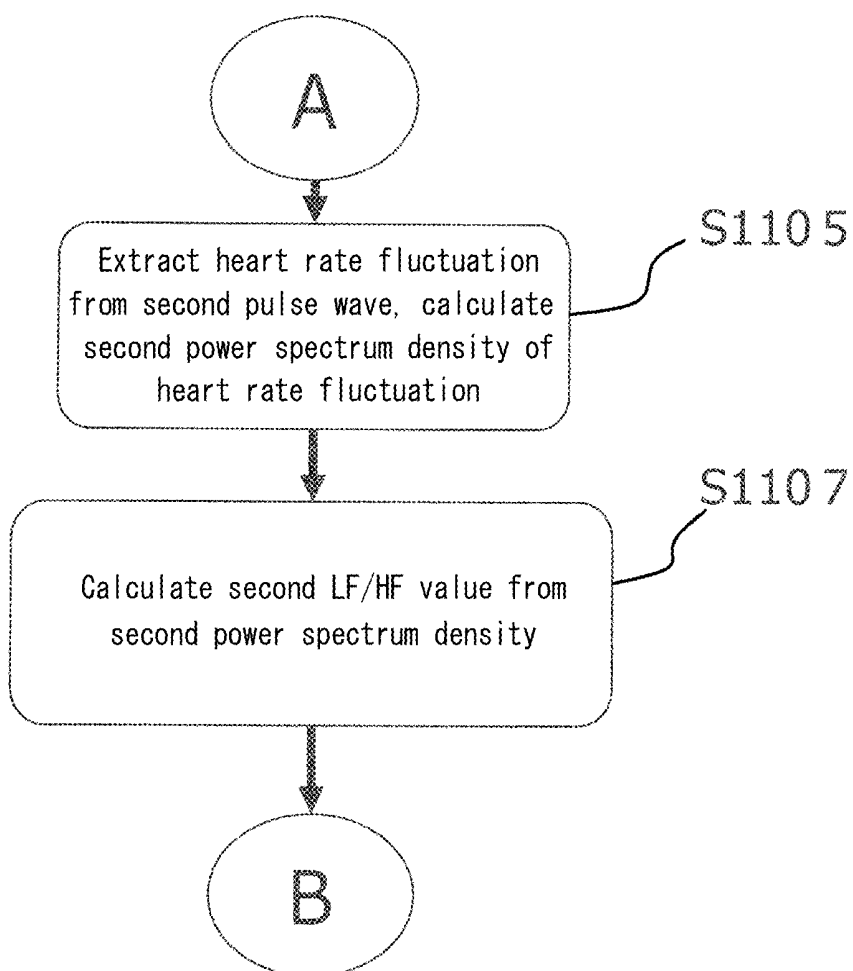 A
S1105
Extract heart rate fluctuation
from second pulse wave, calculate
second power spectrum density of
heart rate fluctuation
S1107
Calculate second LF/HF value from
second power spectrum density
B